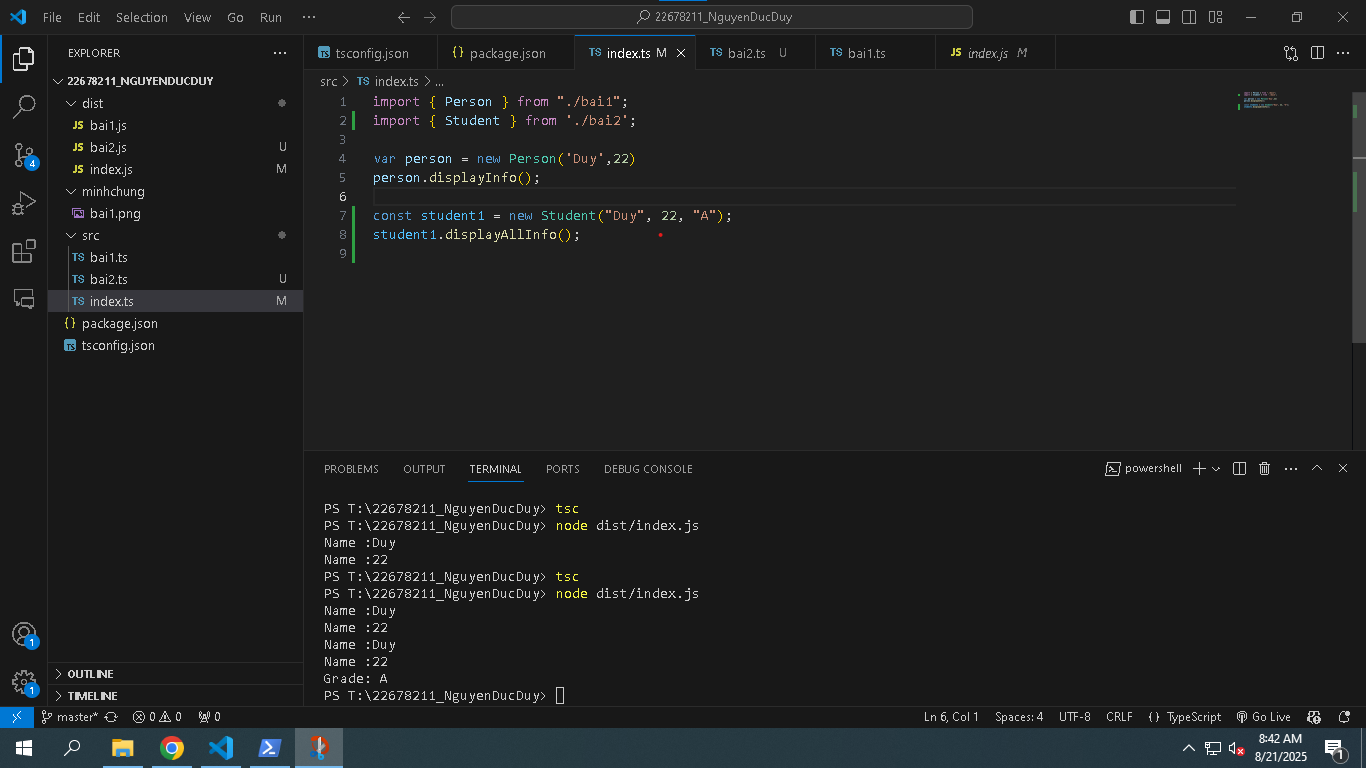 File Edit Selection View Go Run ···
22678211_NguyenDucDuy
EXPLORER ···
22678211_NGUYENDUCDUY
dist
JS bai1.js
JS bai2.js U
JS index.js M
minhchung
bai1.png
src
TS bai1.ts
TS bai2.ts U
TS index.ts M
{} package.json
TS tsconfig.json
OUTLINE
TIMELINE
TS tsconfig.json
{} package.json
TS index.ts M
TS bai2.ts U
TS bai1.ts
JS index.js M
src > TS index.ts > ...
1 import { Person } from "./bai1";
2 import { Student } from './bai2';
3
4 var person = new Person('Duy',22)
5 person.displayInfo();
6
7 const student1 = new Student("Duy", 22, "A");
8 student1.displayAllInfo();
9
PROBLEMS OUTPUT TERMINAL PORTS DEBUG CONSOLE
powershell
PS T:\22678211_NguyenDucDuy> tsc
PS T:\22678211_NguyenDucDuy> node dist/index.js
Name :Duy
Name :22
PS T:\22678211_NguyenDucDuy> tsc
PS T:\22678211_NguyenDucDuy> node dist/index.js
Name :Duy
Name :22
Name :Duy
Name :22
Grade: A
PS T:\22678211_NguyenDucDuy>
4
1
1
master* 0 0 0
Ln 6, Col 1 Spaces: 4 UTF-8 CRLF {} TypeScript Go Live
8:42 AM
8/21/2025
1